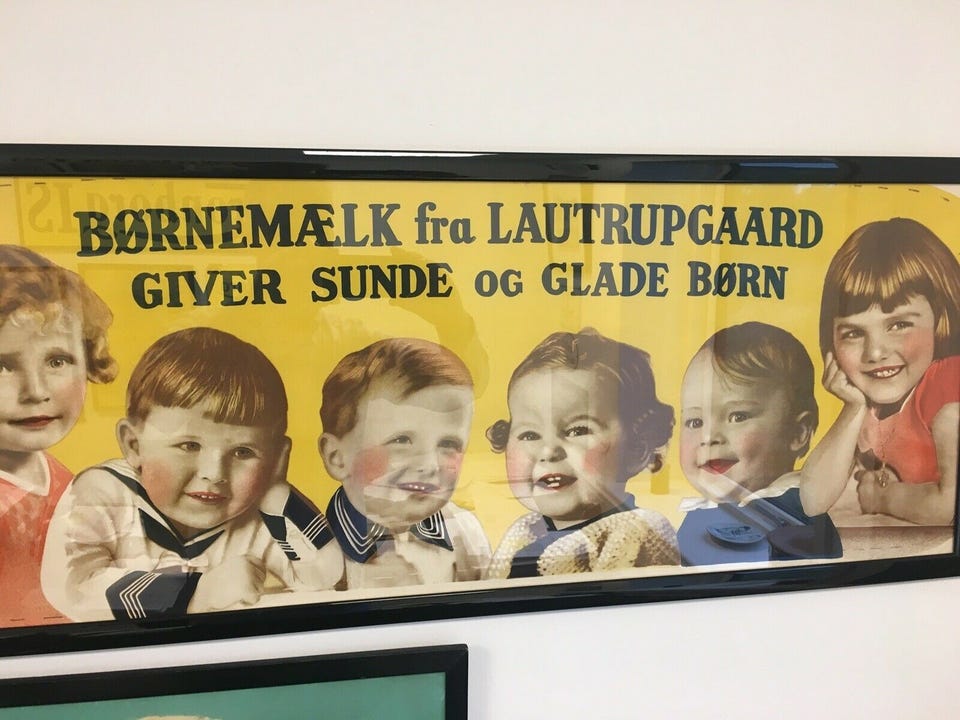 BØRNEMÆLK fra LAUTRUPGAARD
GIVER SUNDE OG GLADE BØRN